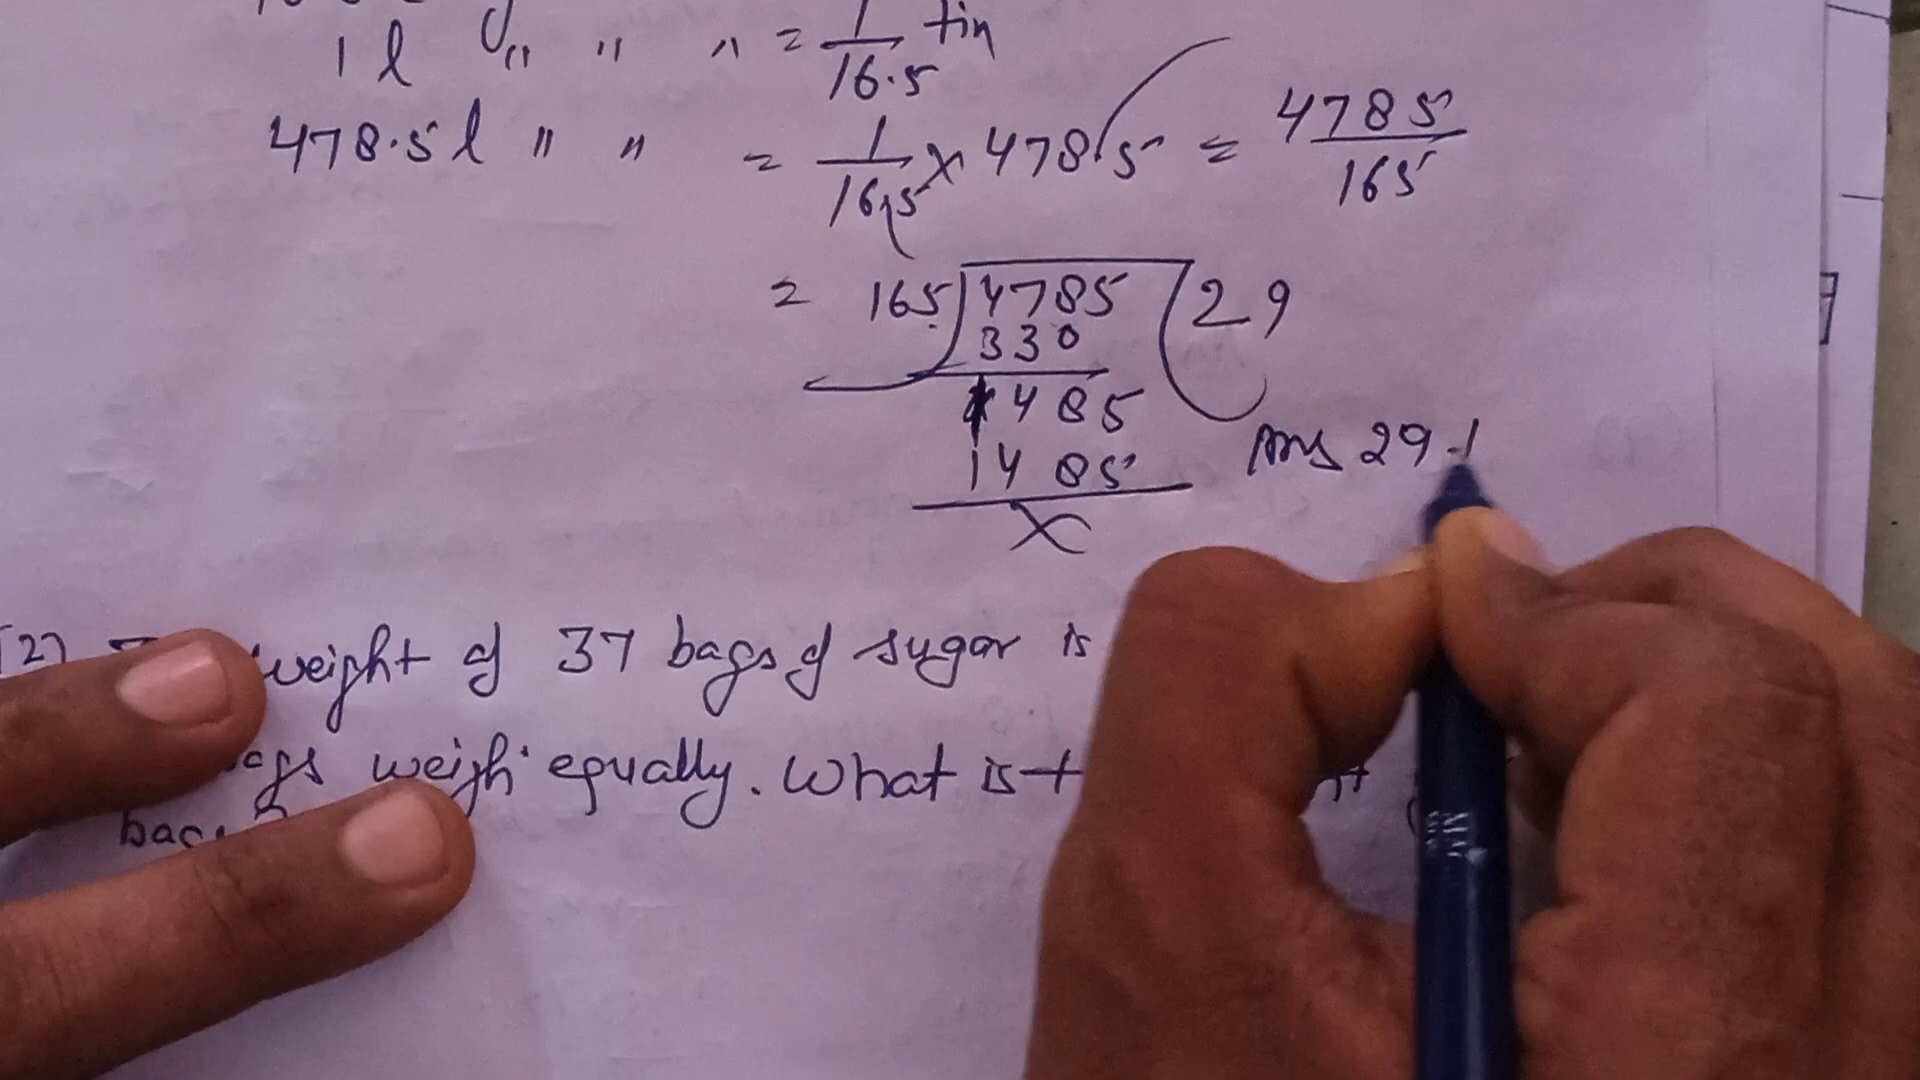 1 l " " " = 1/16.5 tin
478.5 l " " = 1/16.5 × 478.5 = 4785/165
= 165)4785(29
330
1485
1485
×
Ans 29
(2) weight of 37 bags of sugar is
weigh equally. What is